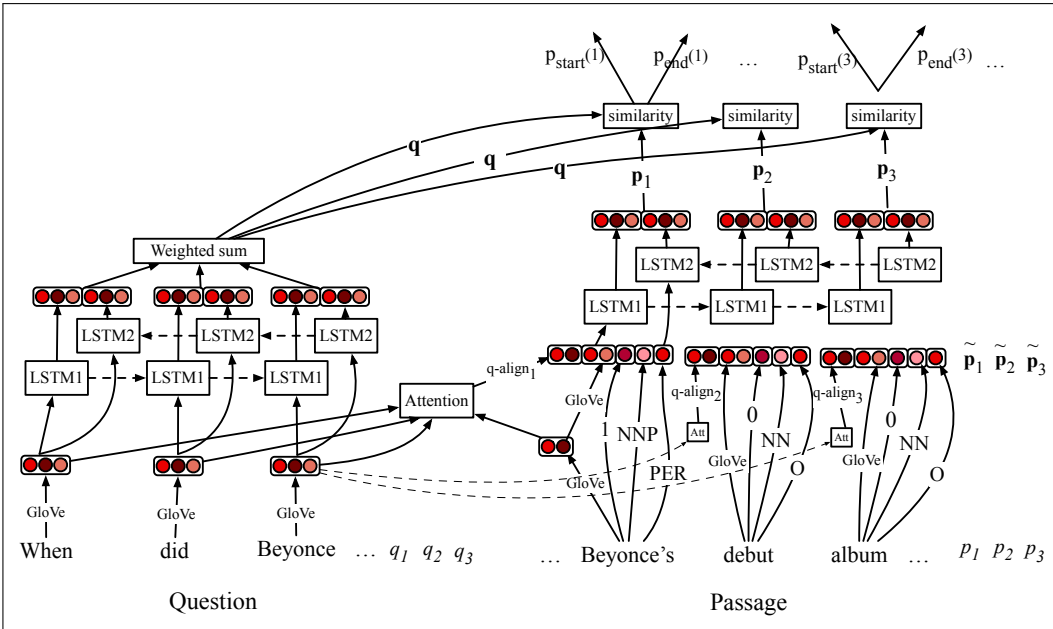 p_start(1) p_end(1) … p_start(3) p_end(3) …
similarity similarity similarity
q q q
p_1 p_2 p_3
Weighted sum
LSTM2 LSTM2 LSTM2
LSTM1 LSTM1 LSTM1
LSTM2 LSTM2 LSTM2
LSTM1 LSTM1 LSTM1
q-align_1 q-align_2 q-align_3
p̃_1 p̃_2 p̃_3
Attention Att Att
GloVe 1 NNP PER
GloVe 0 NN O
GloVe 0 NN O
GloVe GloVe GloVe GloVe
When did Beyonce … q_1 q_2 q_3 … Beyonce's debut album … p_1 p_2 p_3
Question Passage